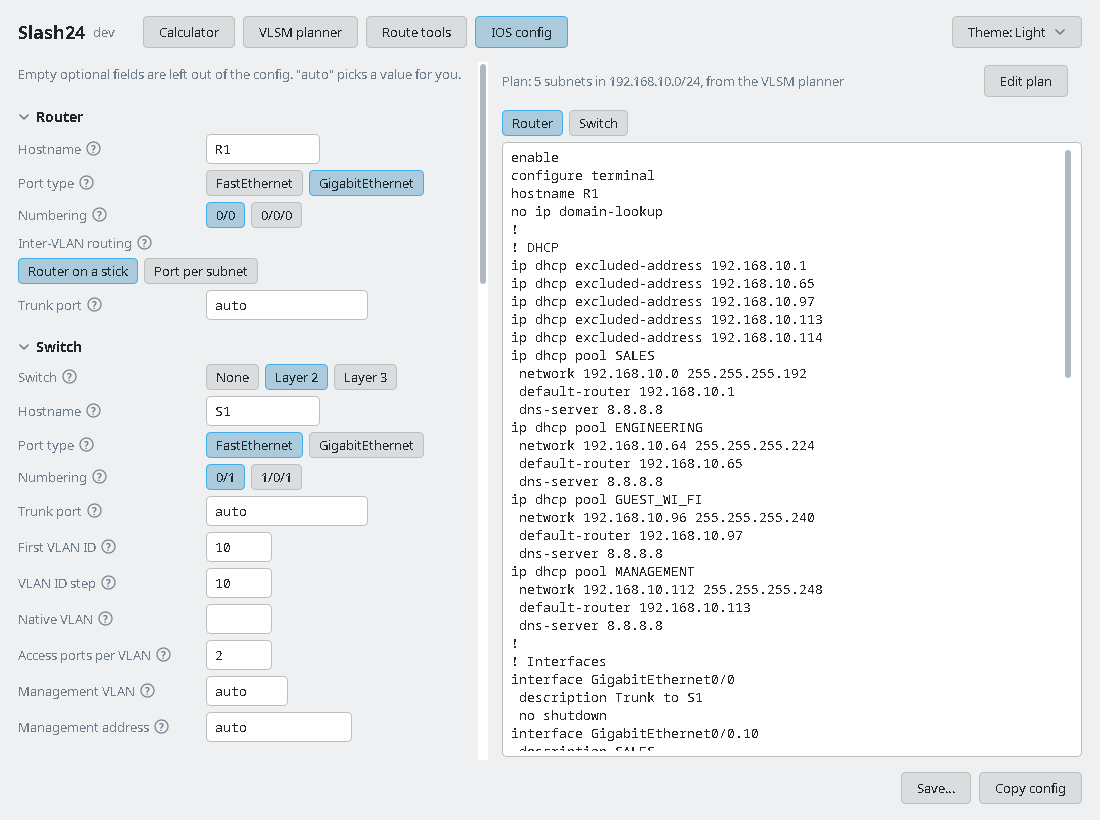 Slash24 dev
Calculator
VLSM planner
Route tools
IOS config
Theme: Light
Empty optional fields are left out of the config. "auto" picks a value for you.
Router
Hostname ? R1
Port type ? FastEthernet GigabitEthernet
Numbering ? 0/0 0/0/0
Inter-VLAN routing ?
Router on a stick Port per subnet
Trunk port ? auto
Switch
Switch ? None Layer 2 Layer 3
Hostname ? S1
Port type ? FastEthernet GigabitEthernet
Numbering ? 0/1 1/0/1
Trunk port ? auto
First VLAN ID ? 10
VLAN ID step ? 10
Native VLAN ?
Access ports per VLAN ? 2
Management VLAN ? auto
Management address ? auto
Plan: 5 subnets in 192.168.10.0/24, from the VLSM planner
Edit plan
Router Switch
enable
configure terminal
hostname R1
no ip domain-lookup
!
! DHCP
ip dhcp excluded-address 192.168.10.1
ip dhcp excluded-address 192.168.10.65
ip dhcp excluded-address 192.168.10.97
ip dhcp excluded-address 192.168.10.113
ip dhcp excluded-address 192.168.10.114
ip dhcp pool SALES
 network 192.168.10.0 255.255.255.192
 default-router 192.168.10.1
 dns-server 8.8.8.8
ip dhcp pool ENGINEERING
 network 192.168.10.64 255.255.255.224
 default-router 192.168.10.65
 dns-server 8.8.8.8
ip dhcp pool GUEST_WI_FI
 network 192.168.10.96 255.255.255.240
 default-router 192.168.10.97
 dns-server 8.8.8.8
ip dhcp pool MANAGEMENT
 network 192.168.10.112 255.255.255.248
 default-router 192.168.10.113
 dns-server 8.8.8.8
!
! Interfaces
interface GigabitEthernet0/0
 description Trunk to S1
 no shutdown
interface GigabitEthernet0/0.10
 description SALES
Save...
Copy config